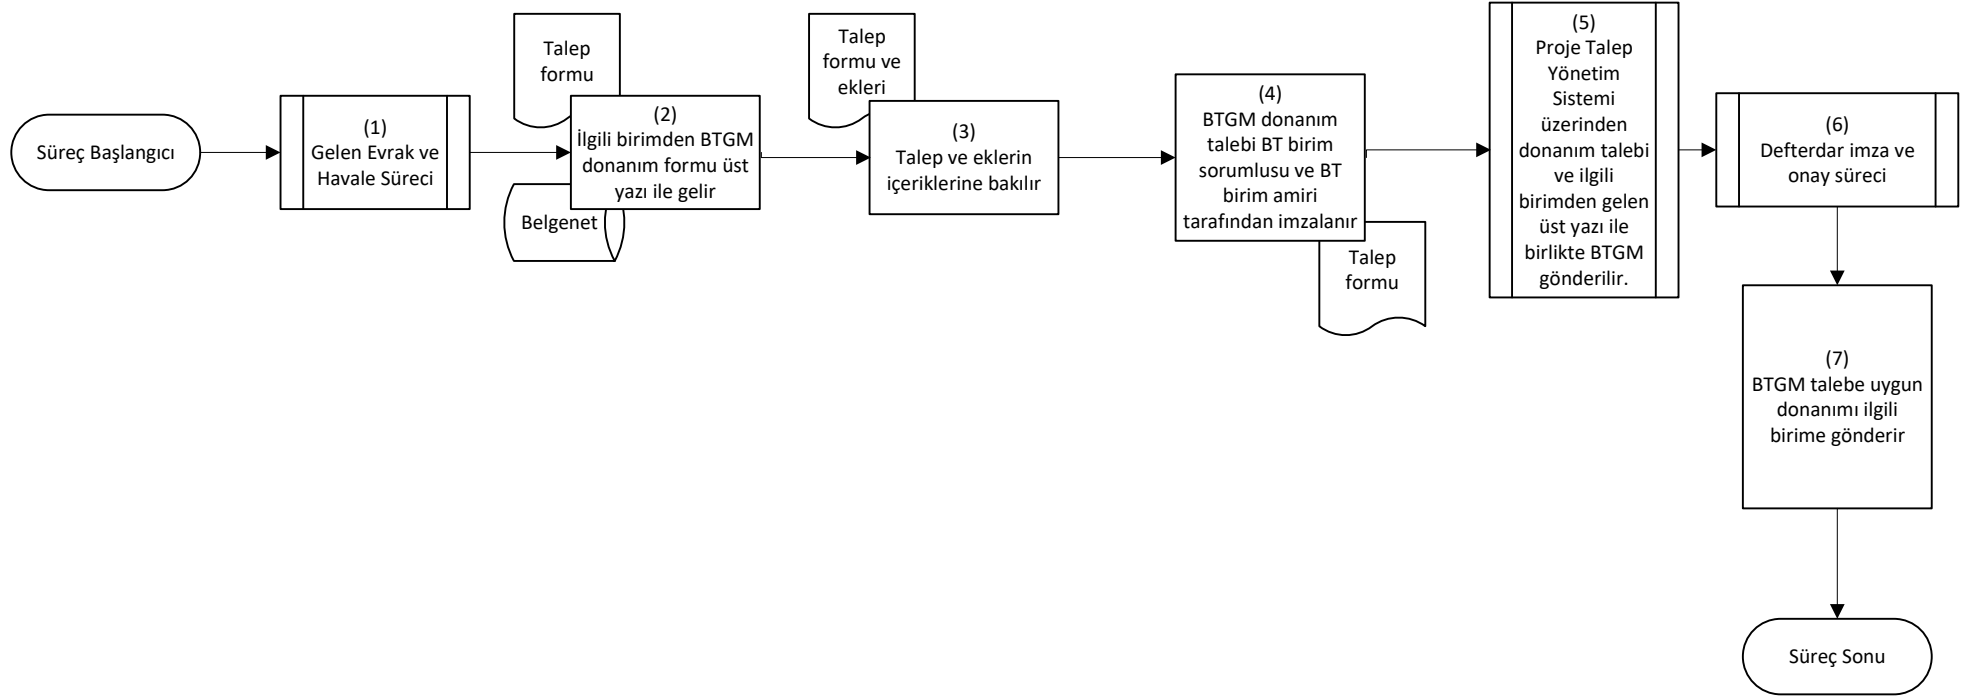 Süreç Başlangıcı
(1)
Gelen Evrak ve
Havale Süreci
Talep
formu
(2)
İlgili birimden BTGM
donanım formu üst
yazı ile gelir
Belgenet
Talep
formu ve
ekleri
(3)
Talep ve eklerin
içeriklerine bakılır
(4)
BTGM donanım
talebi BT birim
sorumlusu ve BT
birim amiri
tarafından imzalanır
Talep
formu
(5)
Proje Talep
Yönetim
Sistemi
üzerinden
donanım talebi
ve ilgili
birimden gelen
üst yazı ile
birlikte BTGM
gönderilir.
(6)
Defterdar imza ve
onay süreci
(7)
BTGM talebe uygun
donanımı ilgili
birime gönderir
Süreç Sonu